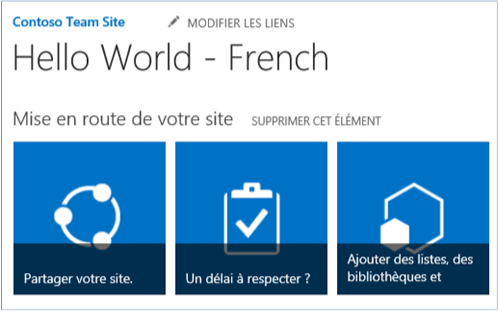 Contoso Team Site MODIFIER LES LIENS
Hello World - French
Mise en route de votre site SUPPRIMER CET ÉLÉMENT
Partager votre site.
Un délai à respecter ?
Ajouter des listes, des
bibliothèques et